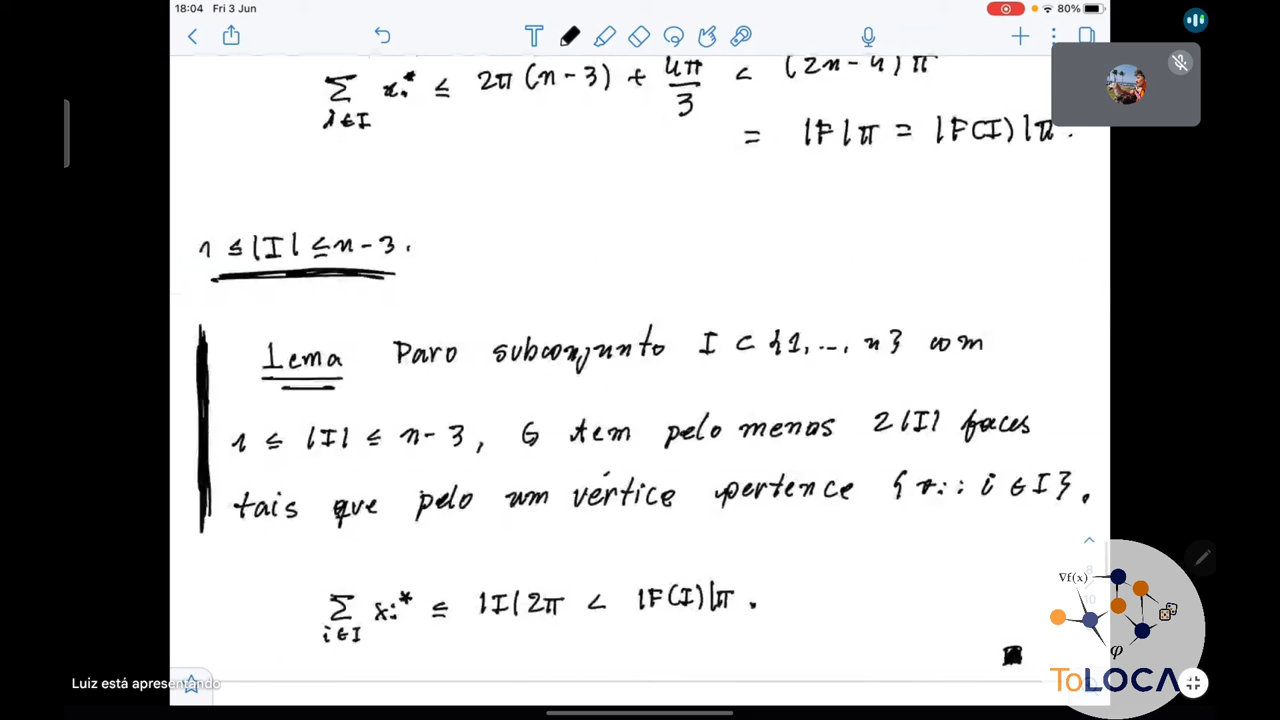 18:04 Fri 3 Jun
80%
∑ xᵢ* ≤ 2π(n-3) + 4π/3 < (2n-4)π
i∈I
= |F|π = |F(I)|π.
1 ≤ |I| ≤ n-3.
Lema Para subconjunto I ⊂ {1, ..., n} com
1 ≤ |I| ≤ n-3, G tem pelo menos 2|I| faces
tais que pelo um vértice pertence {vᵢ : i ∈ I}.
∑ xᵢ* ≤ |I|2π < |F(I)|π.
i∈I
∇f(x)
φ
ToLOCA
Luiz está apresentando